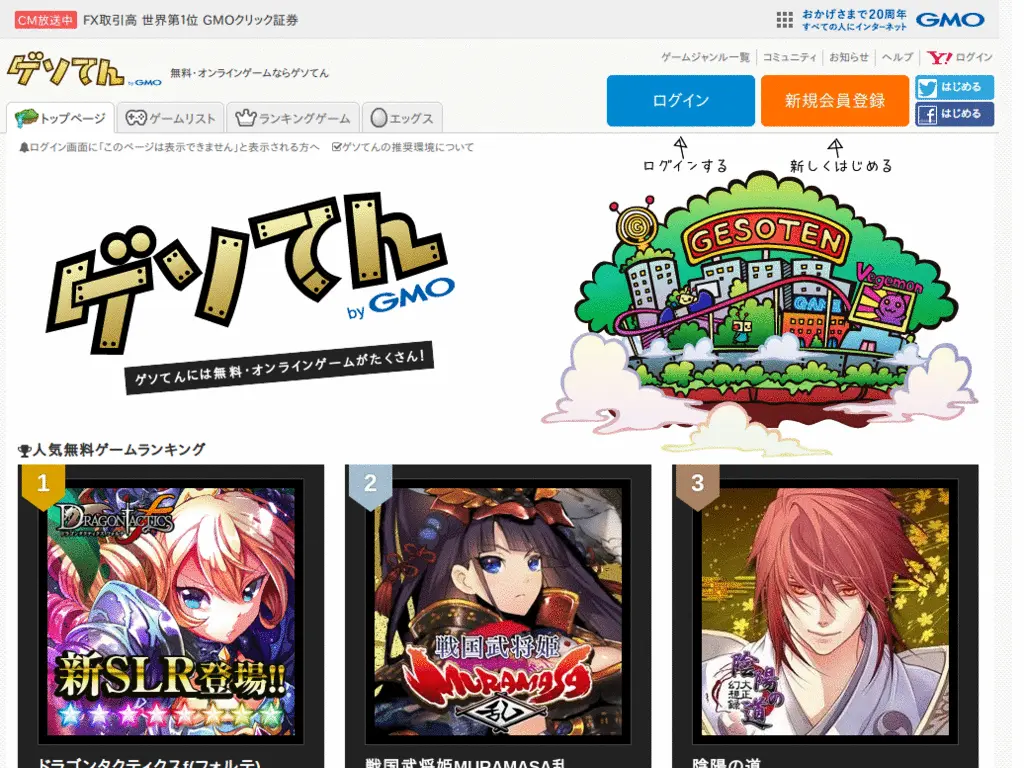 CM放送中 FX取引高 世界第1位 GMOクリック証券
おかげさまで20周年
すべての人にインターネット
GMO
ゲソてん by GMO
無料・オンラインゲームならゲソてん
ゲームジャンル一覧 コミュニティ お知らせ ヘルプ Y! ログイン
ログイン
新規会員登録
はじめる
はじめる
トップページ ゲームリスト ランキングゲーム エッグス
ログイン画面に「このページは表示できません」と表示される方へ ゲソてんの推奨環境について
ログインする
新しくはじめる
ゲソてん
by GMO
ゲソてんには無料・オンラインゲームがたくさん!
GESOTEN
Vegemon
GAME
人気無料ゲームランキング
1
DRAGON TACTICS f
ドラゴンタクティクス フォルテ
新SLR登場!!
2
戦国武将姫
MURAMASA
乱
3
陰陽の道
大正幻想録
ドラゴンタクティクスf(フォルテ)
戦国武将姫MURAMASA乱
陰陽の道